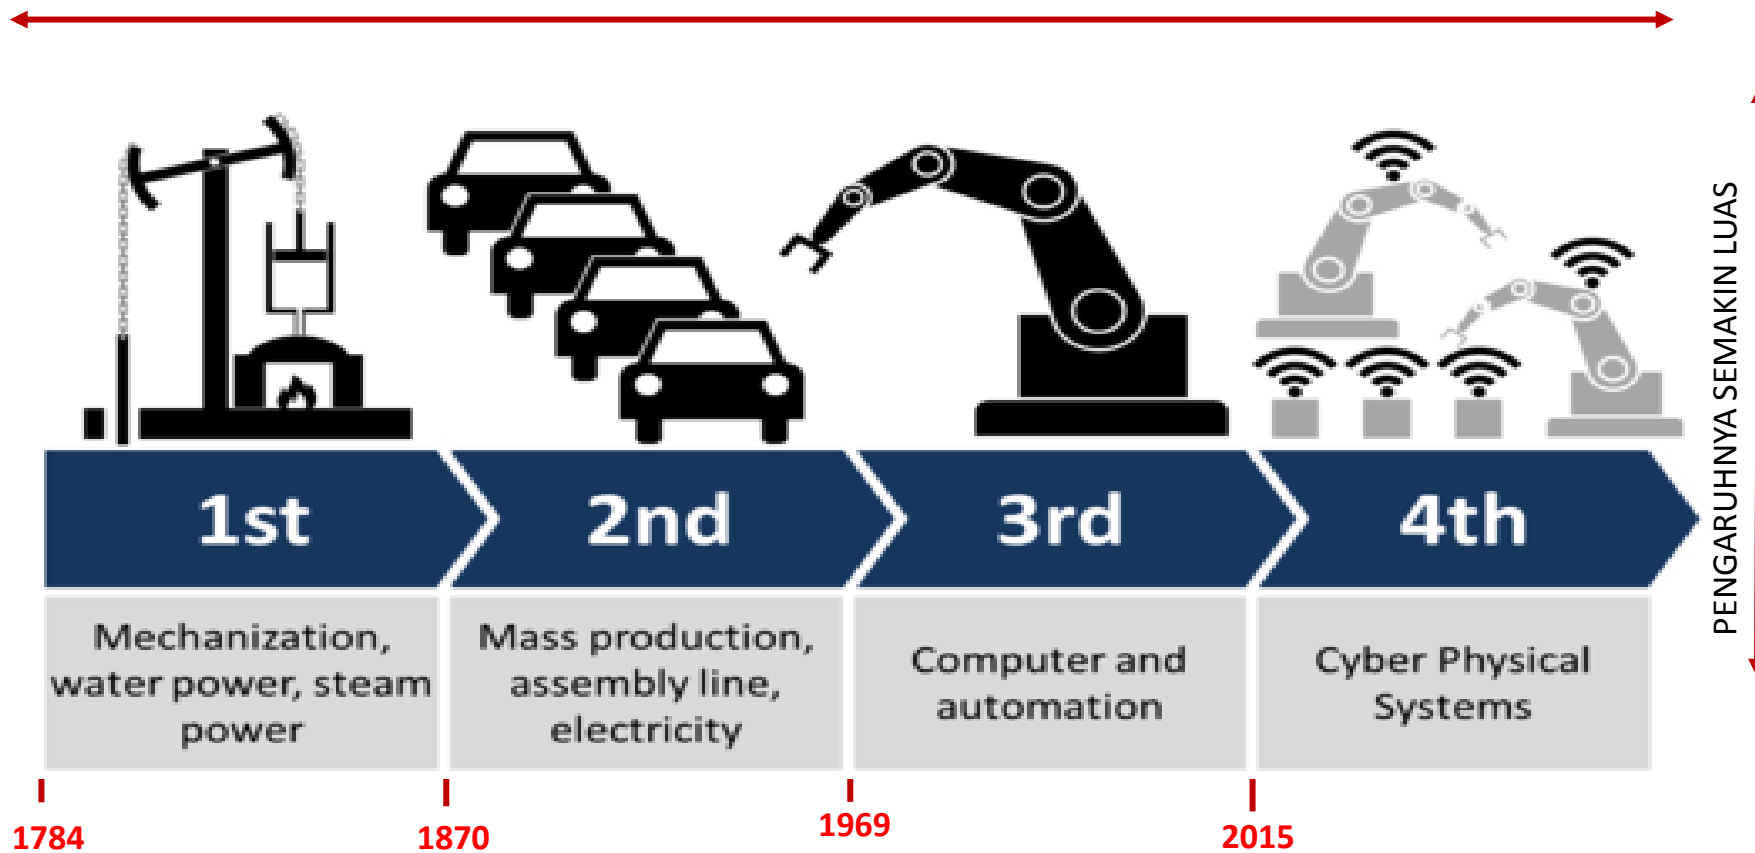 1st
2nd
3rd
4th
Mechanization,
water power, steam
power
Mass production,
assembly line,
electricity
Computer and
automation
Cyber Physical
Systems
1784
1870
1969
2015
PENGARUHNYA SEMAKIN LUAS